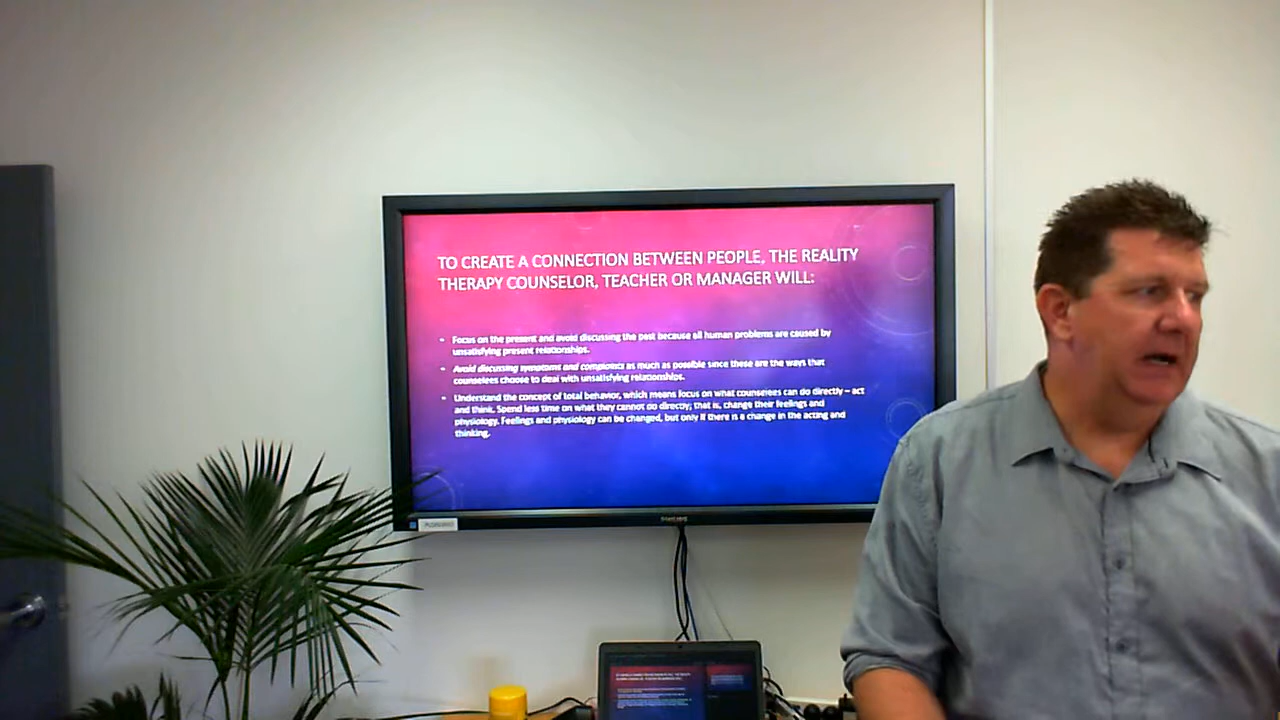 TO CREATE A CONNECTION BETWEEN PEOPLE, THE REALITY
THERAPY COUNSELOR, TEACHER OR MANAGER WILL:
• Focus on the present and avoid discussing the past because all human problems are caused by
unsatisfying present relationships.
• Avoid discussing symptoms and complaints as much as possible since these are the ways that
counselees choose to deal with unsatisfying relationships.
• Understand the concept of total behavior, which means focus on what counselees can do directly – act
and think. Spend less time on what they cannot do directly; that is, change their feelings and
physiology. Feelings and physiology can be changed, but only if there is a change in the acting and
thinking.